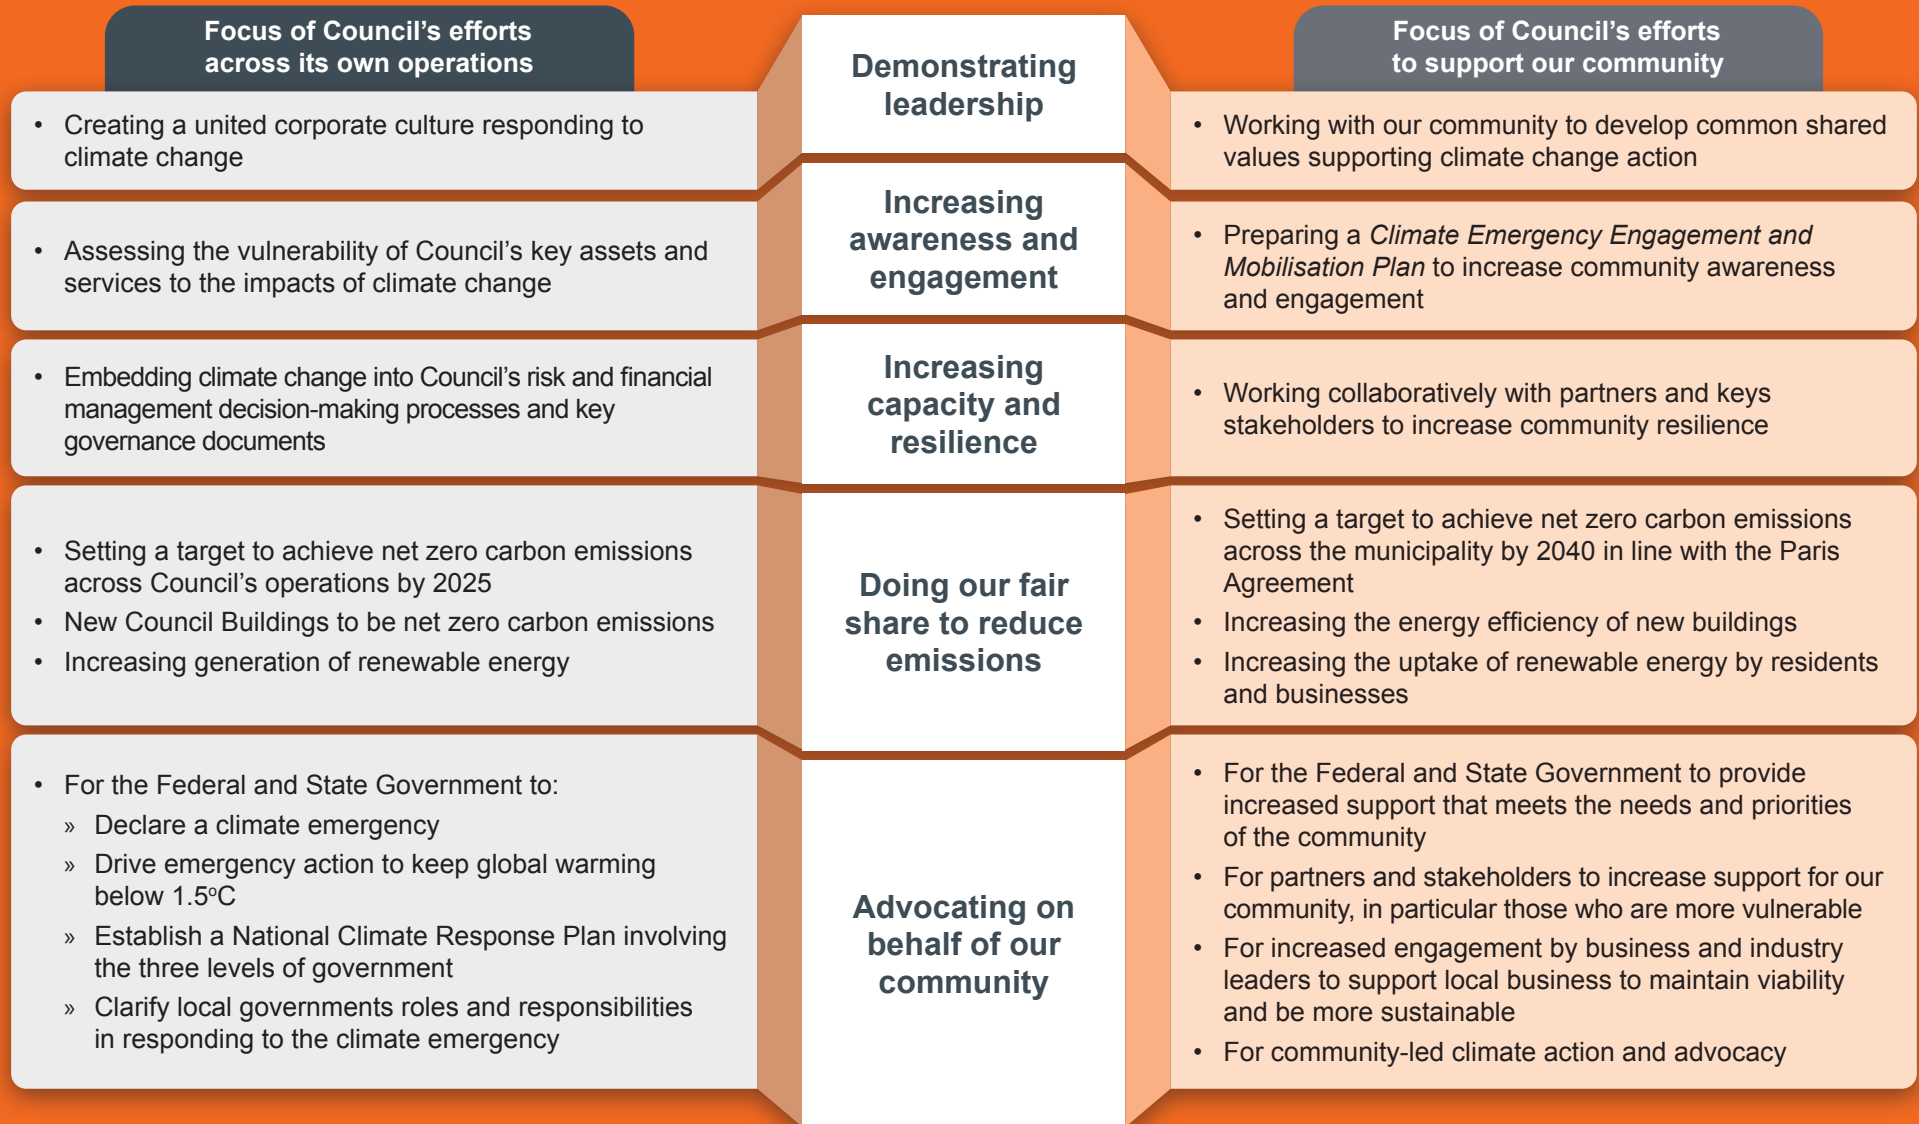 Focus of Council’s efforts
across its own operations
Demonstrating
leadership
Focus of Council’s efforts
to support our community
• Creating a united corporate culture responding to
climate change
• Working with our community to develop common shared
values supporting climate change action
• Assessing the vulnerability of Council’s key assets and
services to the impacts of climate change
Increasing
awareness and
engagement
• Preparing a Climate Emergency Engagement and
Mobilisation Plan to increase community awareness
and engagement
• Embedding climate change into Council’s risk and financial
management decision-making processes and key
governance documents
Increasing
capacity and
resilience
• Working collaboratively with partners and keys
stakeholders to increase community resilience
• Setting a target to achieve net zero carbon emissions
across Council’s operations by 2025
• New Council Buildings to be net zero carbon emissions
• Increasing generation of renewable energy
Doing our fair
share to reduce
emissions
• Setting a target to achieve net zero carbon emissions
across the municipality by 2040 in line with the Paris
Agreement
• Increasing the energy efficiency of new buildings
• Increasing the uptake of renewable energy by residents
and businesses
• For the Federal and State Government to:
» Declare a climate emergency
» Drive emergency action to keep global warming
below 1.5°C
» Establish a National Climate Response Plan involving
the three levels of government
» Clarify local governments roles and responsibilities
in responding to the climate emergency
Advocating on
behalf of our
community
• For the Federal and State Government to provide
increased support that meets the needs and priorities
of the community
• For partners and stakeholders to increase support for our
community, in particular those who are more vulnerable
• For increased engagement by business and industry
leaders to support local business to maintain viability
and be more sustainable
• For community-led climate action and advocacy